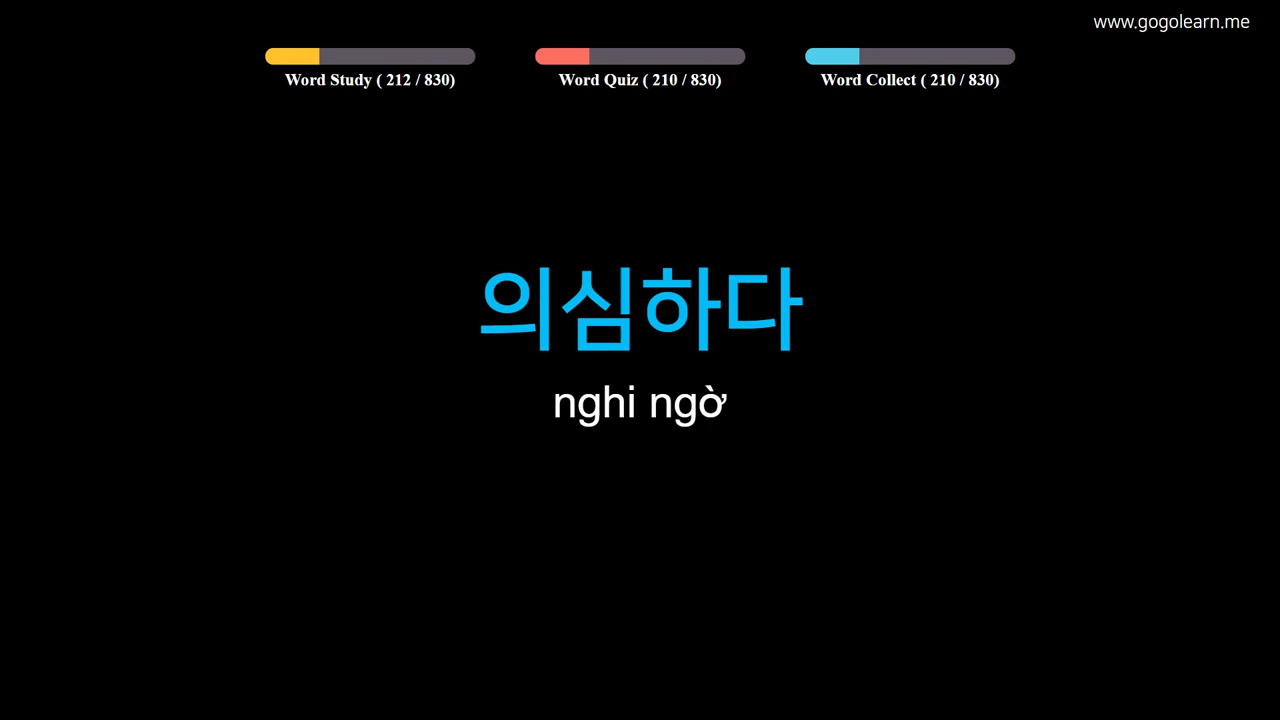 www.gogolearn.me
Word Study ( 212 / 830)
Word Quiz ( 210 / 830)
Word Collect ( 210 / 830)
의심하다
nghi ngờ